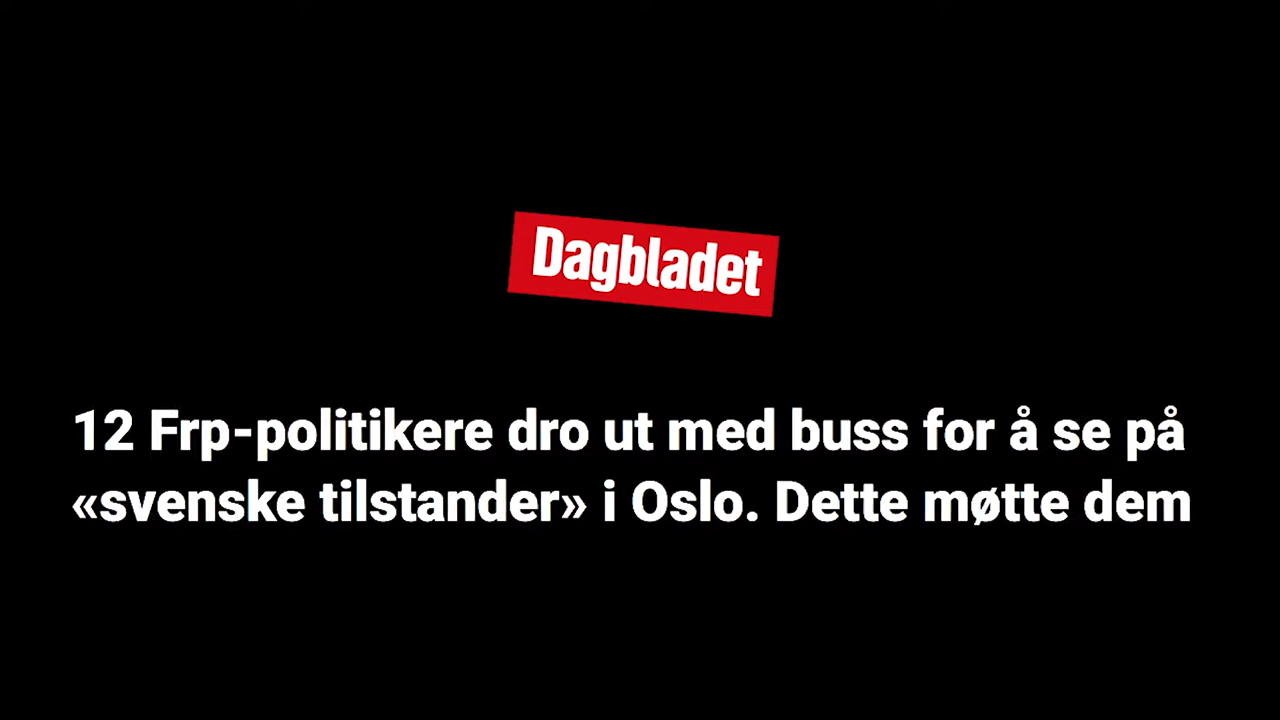 Dagbladet
12 Frp-politikere dro ut med buss for å se på
«svenske tilstander» i Oslo. Dette møtte dem